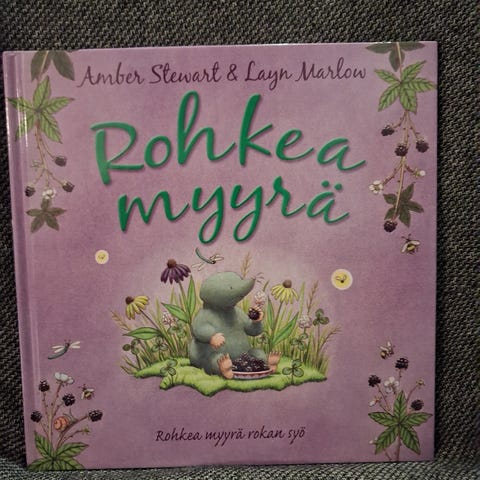 Amber Stewart & Layn Marlow
Rohkea
myyrä
Rohkea myyrä rokan syö